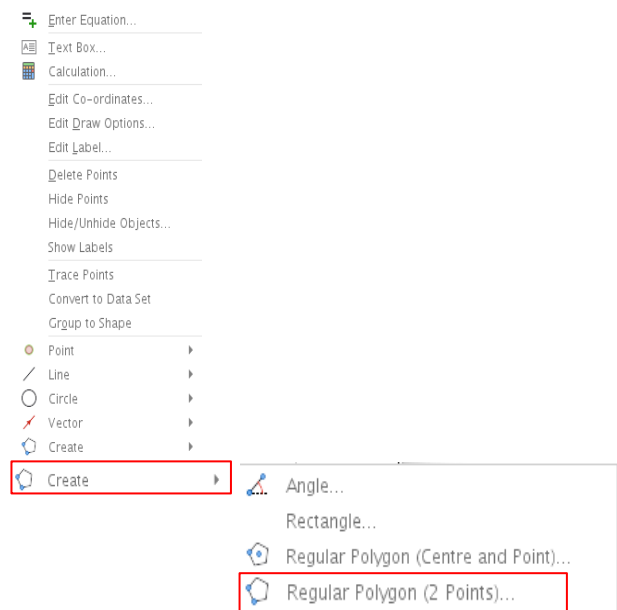 Enter Equation...
Text Box...
Calculation...
Edit Co-ordinates...
Edit Draw Options...
Edit Label...
Delete Points
Hide Points
Hide/Unhide Objects...
Show Labels
Trace Points
Convert to Data Set
Group to Shape
Point
Line
Circle
Vector
Create
Create
Angle...
Rectangle...
Regular Polygon (Centre and Point)...
Regular Polygon (2 Points)...